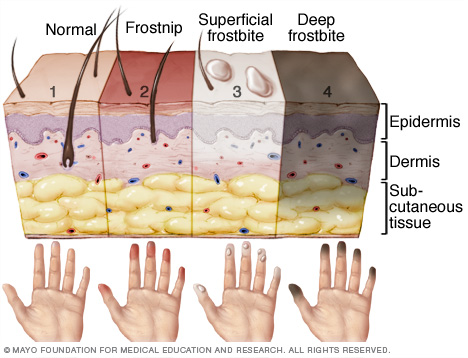 Normal
Frostnip
Superficial
frostbite
Deep
frostbite
1
2
3
4
Epidermis
Dermis
Sub-
cutaneous
tissue
© MAYO FOUNDATION FOR MEDICAL EDUCATION AND RESEARCH. ALL RIGHTS RESERVED.